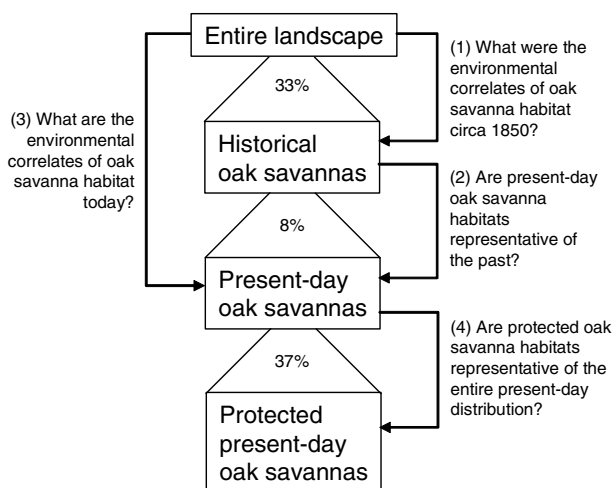 Entire landscape
(1) What were the
environmental
correlates of oak
savanna habitat
circa 1850?
33%
(3) What are the
environmental
correlates of oak
savanna habitat
today?
Historical
oak savannas
(2) Are present-day
oak savanna
habitats
representative of
the past?
8%
Present-day
oak savannas
(4) Are protected oak
savanna habitats
representative of the
entire present-day
distribution?
37%
Protected
present-day
oak savannas